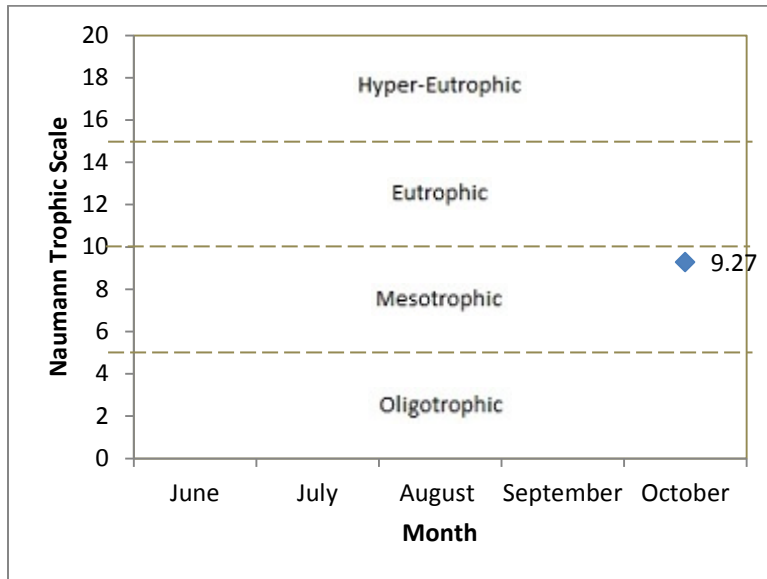 Naumann Trophic Scale
20
18
16
14
12
10
8
6
4
2
0
Hyper-Eutrophic
Eutrophic
9.27
Mesotrophic
Oligotrophic
June July August September October
Month